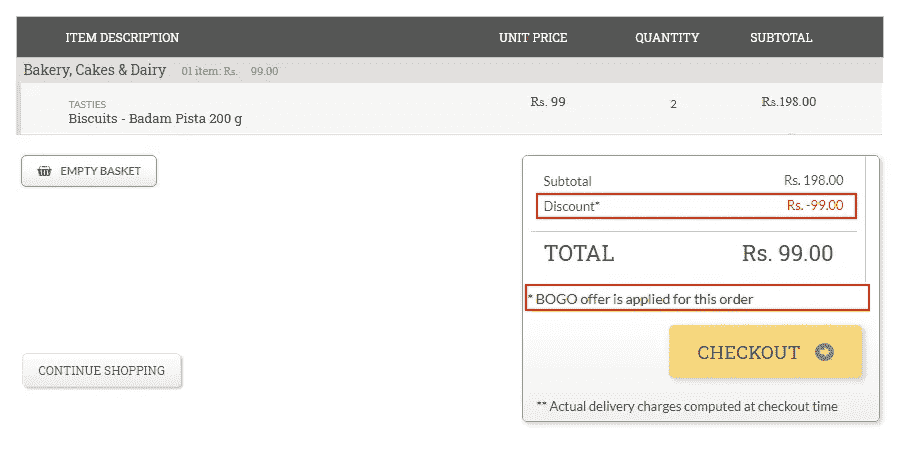 ITEM DESCRIPTION UNIT PRICE QUANTITY SUBTOTAL
Bakery, Cakes & Dairy 01 item: Rs. 99.00
TASTIES
Biscuits - Badam Pista 200 g Rs. 99 2 Rs.198.00
EMPTY BASKET
Subtotal Rs. 198.00
Discount* Rs. -99.00
TOTAL Rs. 99.00
* BOGO offer is applied for this order
CHECKOUT
CONTINUE SHOPPING
** Actual delivery charges computed at checkout time